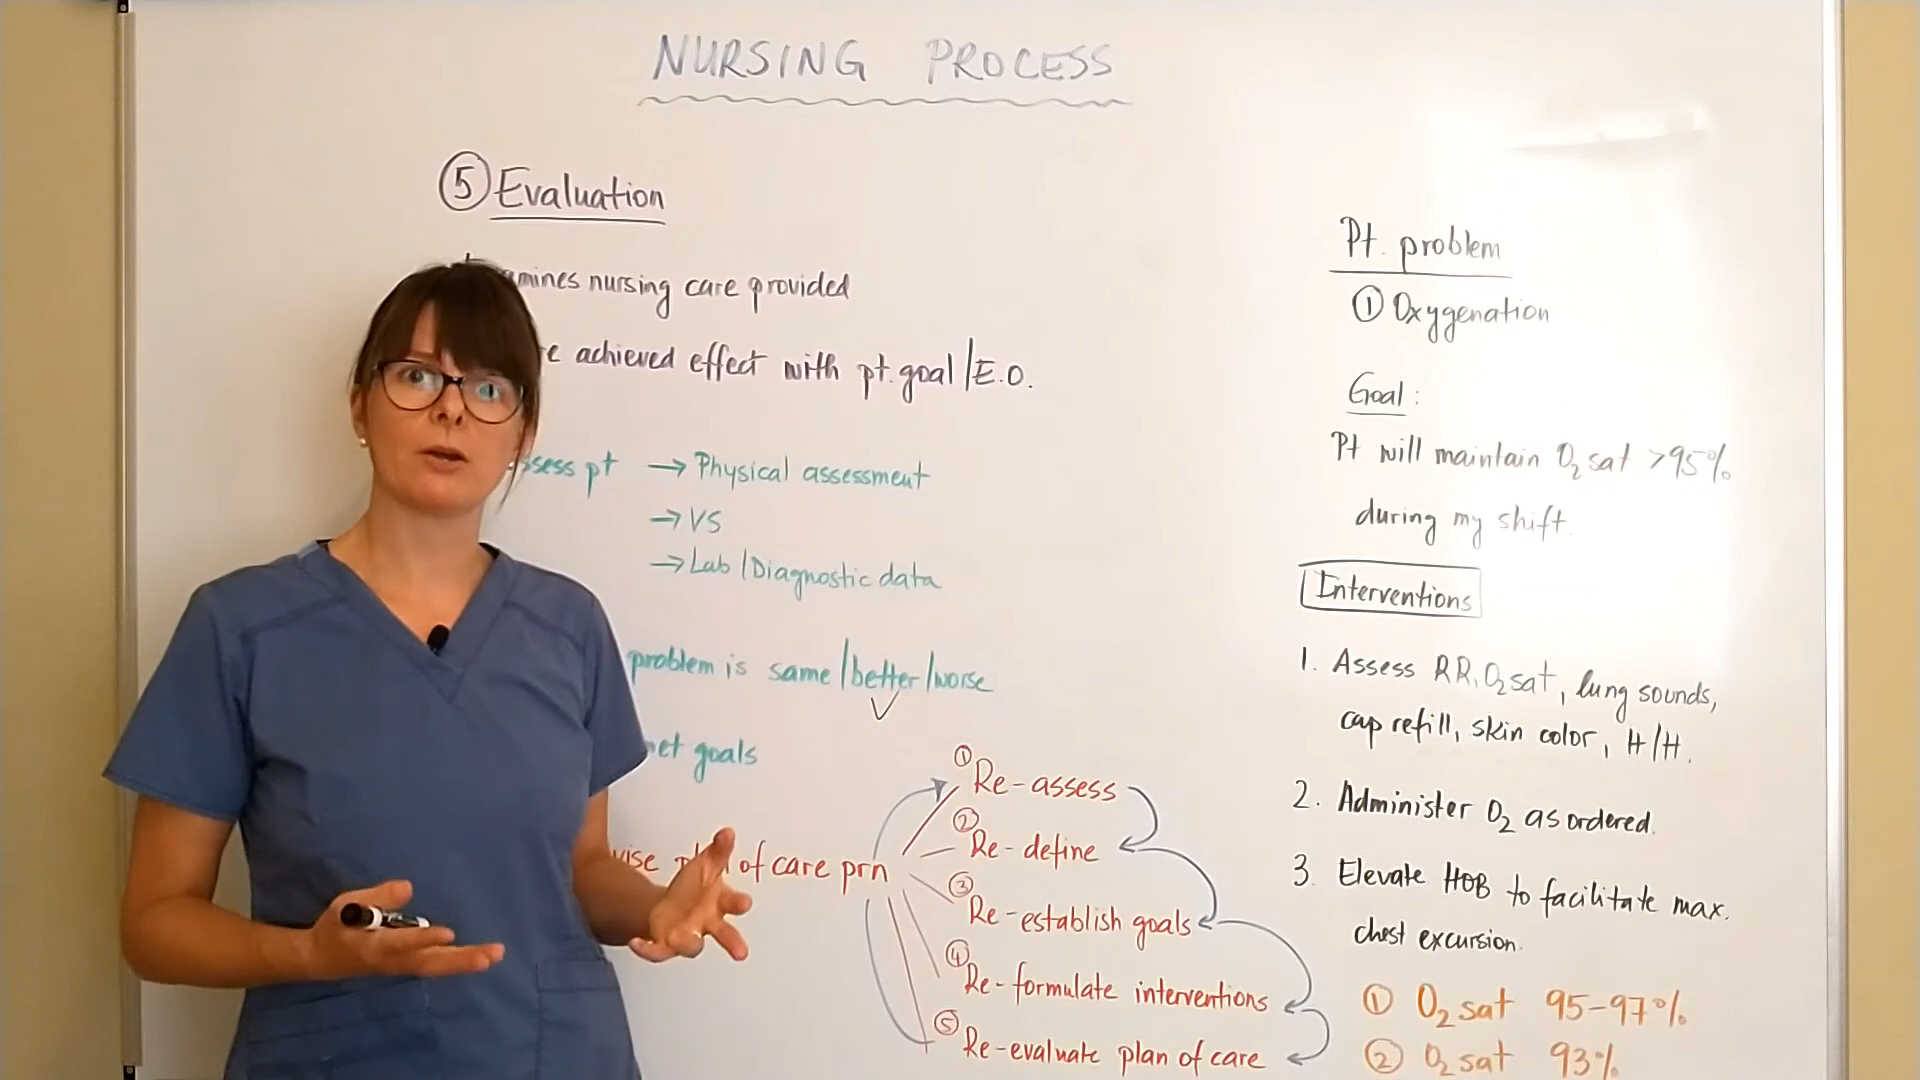 NURSING PROCESS
⑤ Evaluation
nursing care provided
achieved effect with pt. goal/E.O.
pt → Physical assessment
→ VS
→ Lab/Diagnostic data
problem is same/better/worse
goals
of care prn
① Re-assess
② Re-define
③ Re-establish goals
④ Re-formulate interventions
⑤ Re-evaluate plan of care
Pt. problem
① Oxygenation
Goal:
Pt will maintain O₂ sat >95%
during my shift.
Interventions
1. Assess RR, O₂ sat, lung sounds,
cap refill, skin color, H/H.
2. Administer O₂ as ordered.
3. Elevate HOB to facilitate max.
chest excursion.
① O₂ sat 95-97%
② O₂ sat 93%